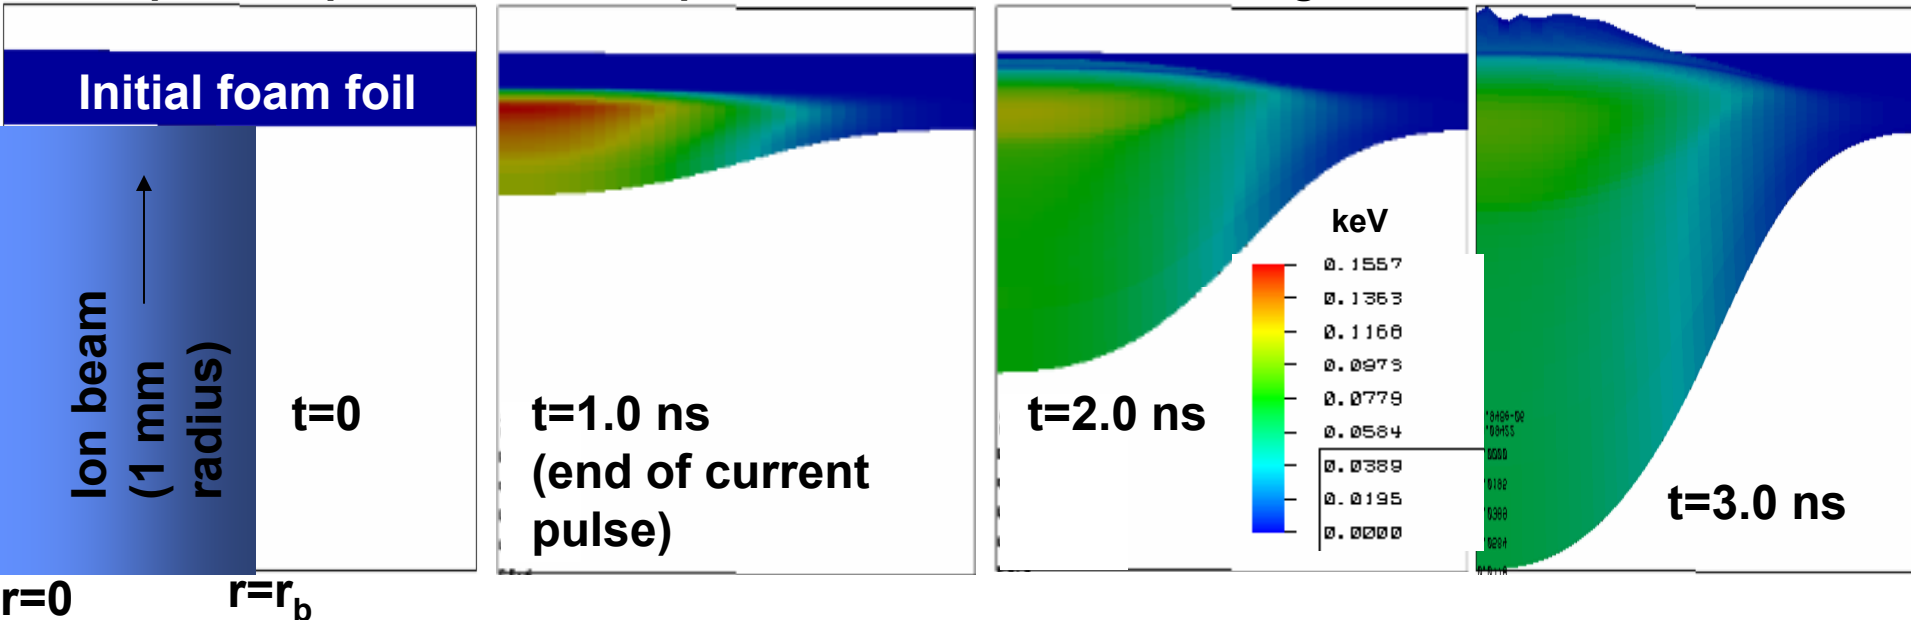 Initial foam foil
Ion beam
(1 mm
radius)
t=0
r=0
r=rb
t=1.0 ns
(end of current
pulse)
t=2.0 ns
keV
0.1557
0.1363
0.1168
0.0973
0.0779
0.0584
0.0389
0.0195
0.0000
t=3.0 ns